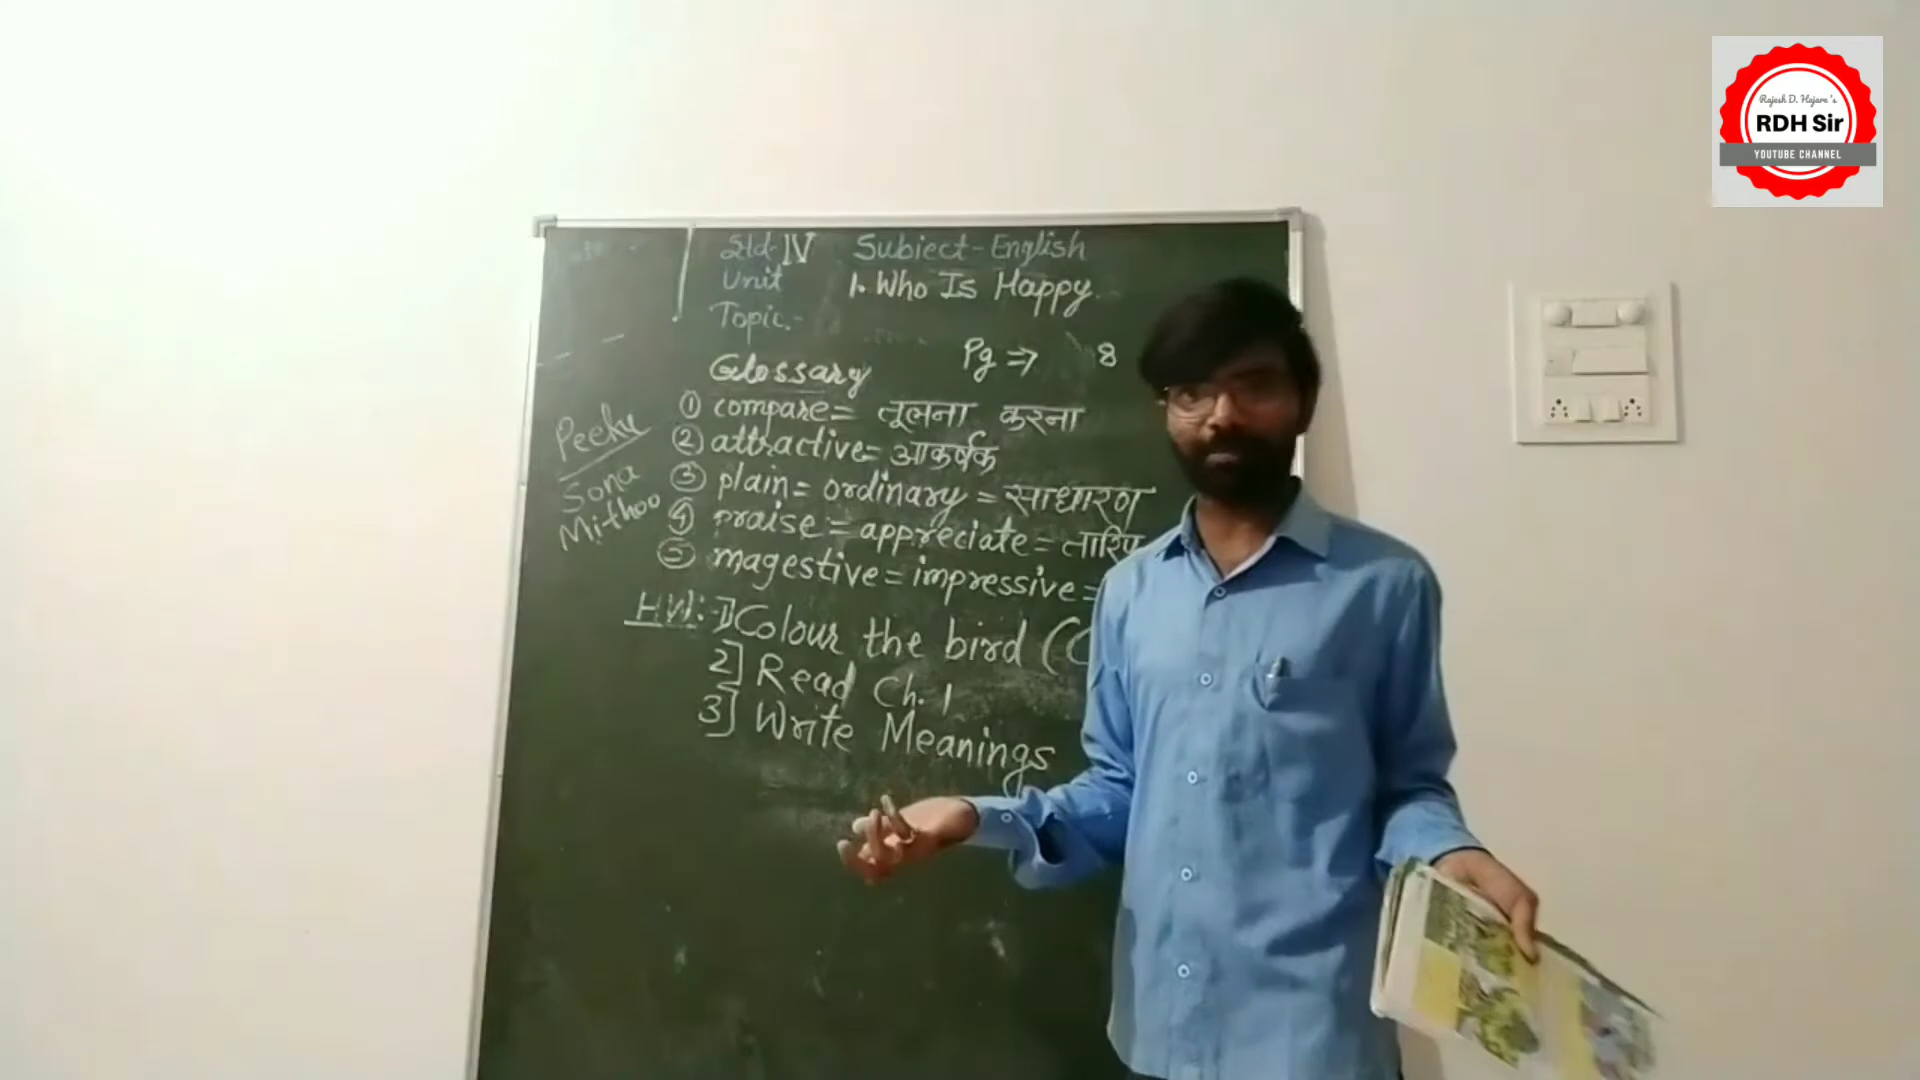 Rajesh D. Hajare's
RDH Sir
YOUTUBE CHANNEL
Std-IV Subject-English
Unit 1. Who Is Happy
Topic:-
Pg ⇒ 8
Glossary
① compare = तूलना करना
② attractive = आकर्षक
③ plain = ordinary = साधारण
④ praise = appreciate = तारिफ
⑤ magestive = impressive =
Peehu
Sona
Mithoo
H.W:-1] Colour the bird (C
2] Read Ch. 1
3] Write Meanings